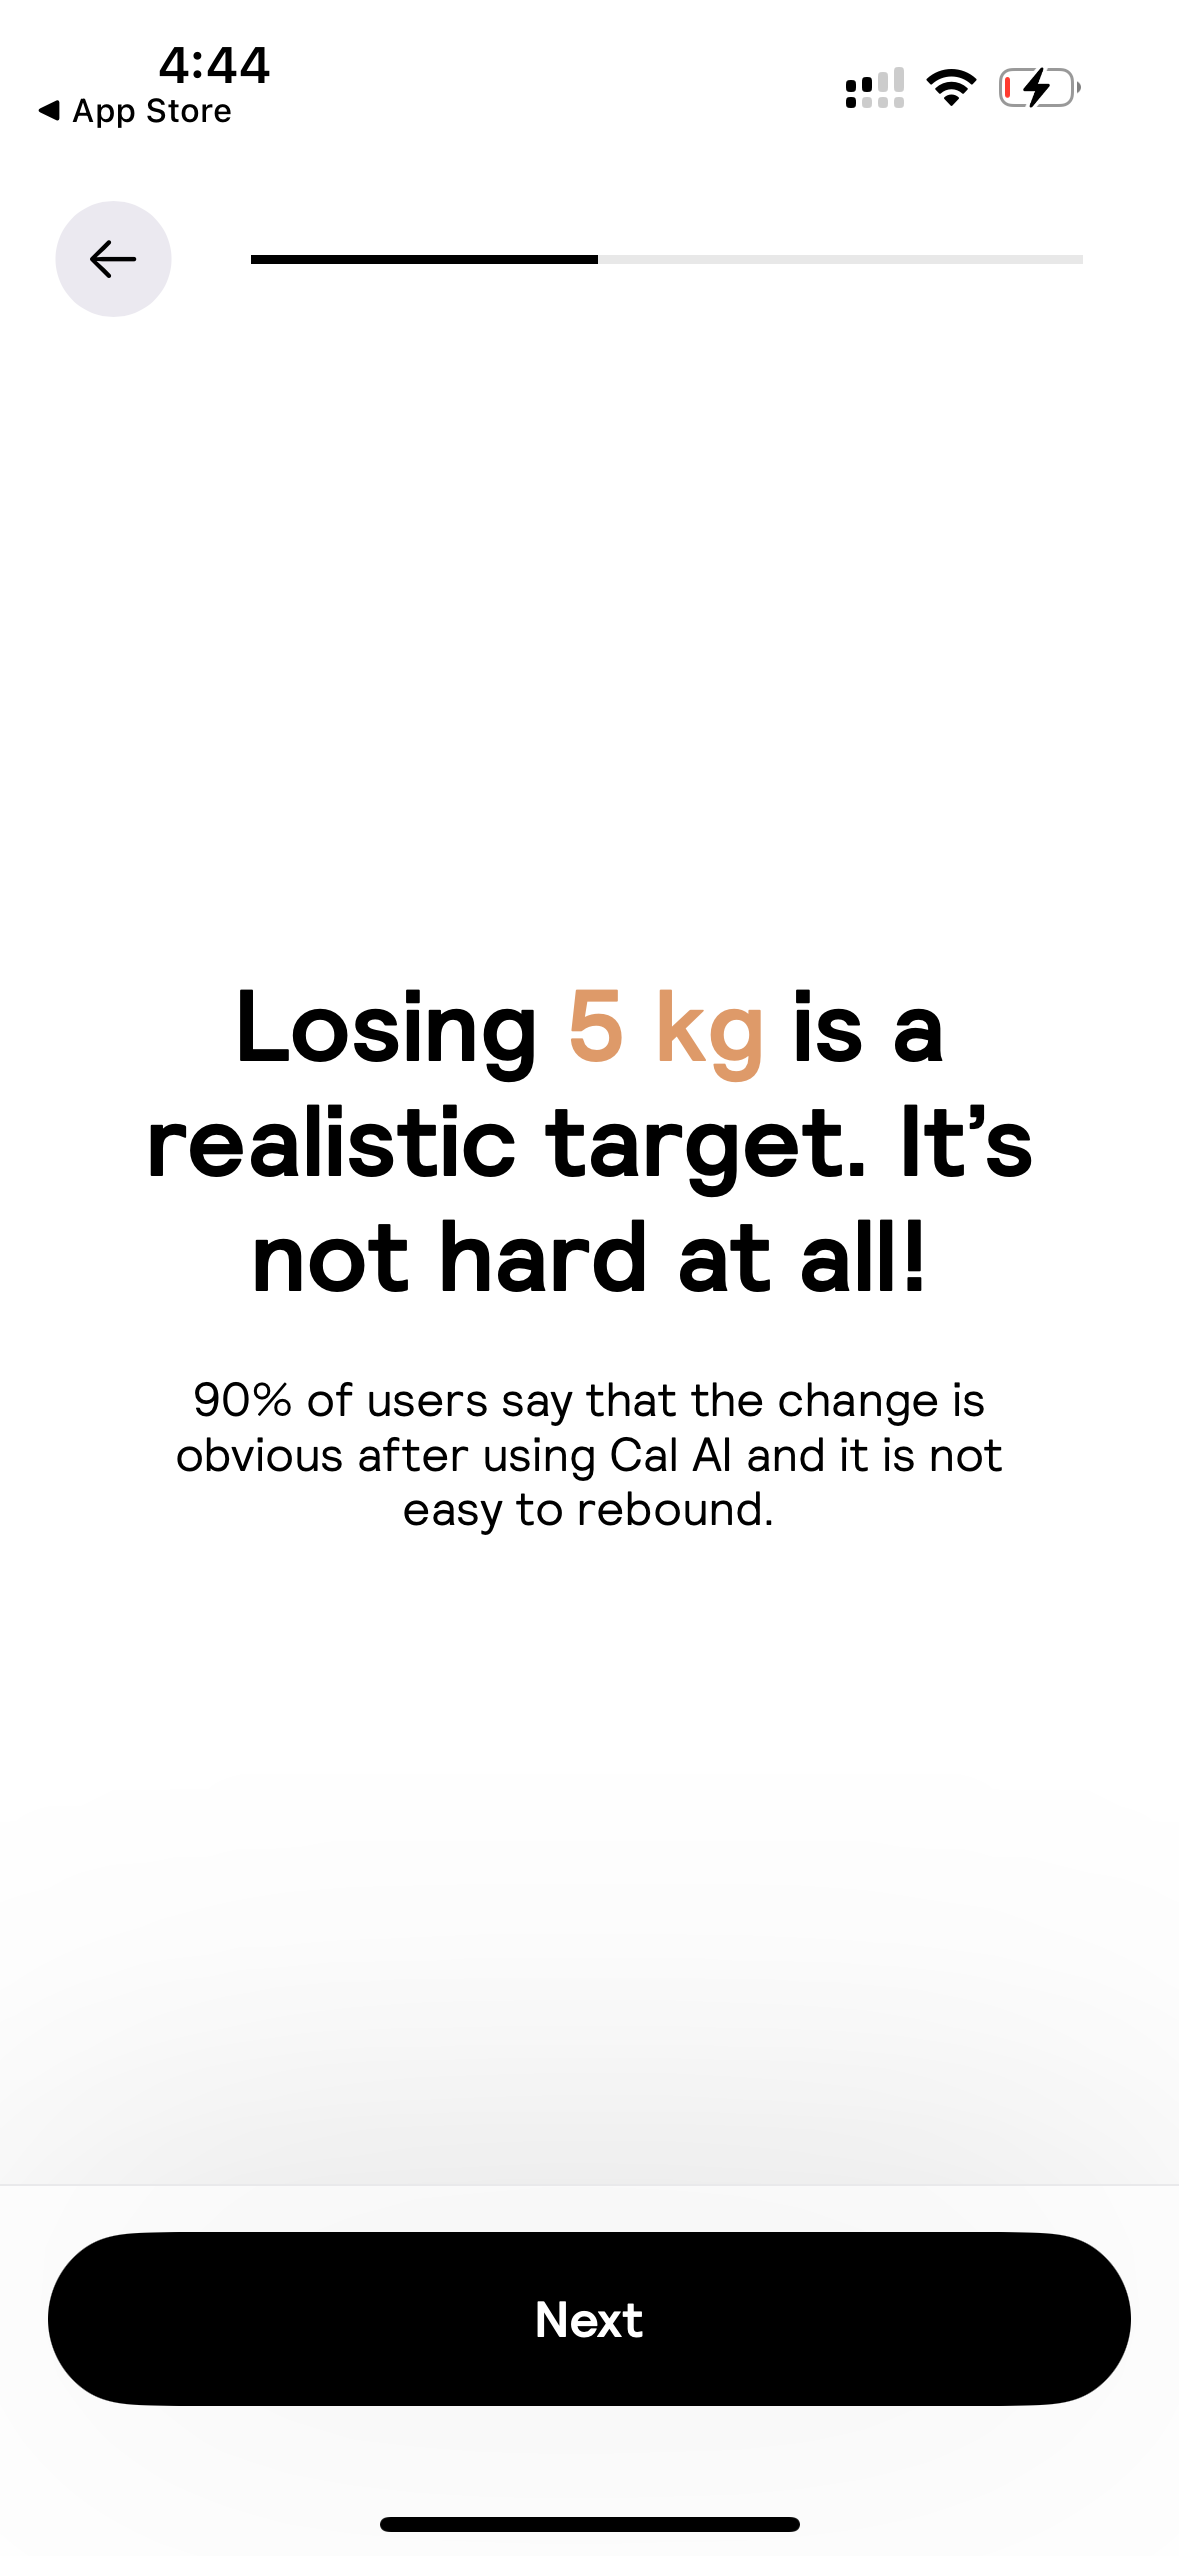 4:44
◀ App Store
Losing 5 kg is a
realistic target. It’s
not hard at all!
90% of users say that the change is
obvious after using Cal AI and it is not
easy to rebound.
Next